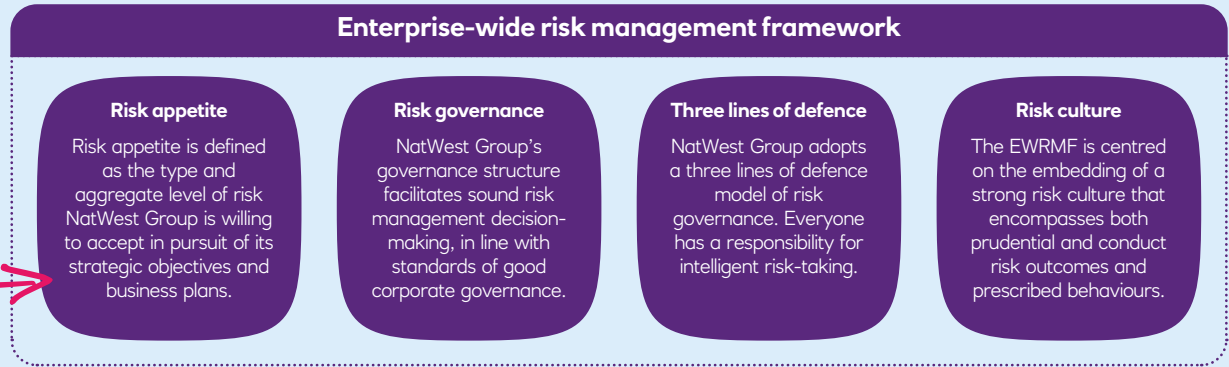 Enterprise-wide risk management framework
Risk appetite
Risk appetite is defined
as the type and
aggregate level of risk
NatWest Group is willing
to accept in pursuit of its
strategic objectives and
business plans.
Risk governance
NatWest Group's
governance structure
facilitates sound risk
management decision-
making, in line with
standards of good
corporate governance.
Three lines of defence
NatWest Group adopts
a three lines of defence
model of risk
governance. Everyone
has a responsibility for
intelligent risk-taking.
Risk culture
The EWRMF is centred
on the embedding of a
strong risk culture that
encompasses both
prudential and conduct
risk outcomes and
prescribed behaviours.